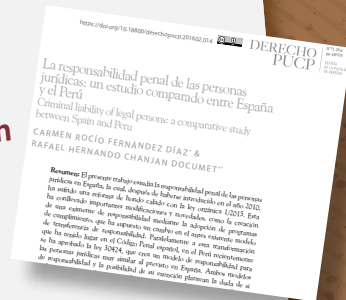 https://doi.org/10.18800/derechopucp.201602.014
DERECHO
PUCP
La responsabilidad penal de las personas
jurídicas: un estudio comparado entre España
y el Perú
Criminal liability of legal persons: a comparative study
between Spain and Peru
CARMEN ROCÍO FERNÁNDEZ DÍAZ* &
RAFAEL HERNANDO CHANJAN DOCUMET**
n
Resumen: El presente trabajo estudia la responsabilidad penal de las personas
jurídicas en España, la cual, después de haberse introducido en el año 2010,
ha sufrido una reforma de hondo calado con la ley orgánica 1/2015. Esta
ha conllevado importantes modificaciones y novedades, como la creación
de una eximente de responsabilidad mediante la adopción de programas
de cumplimiento, que ha supuesto un cambio en el antes existente modelo
de transferencia de responsabilidad. Paralelamente a esta transformación
que ha tenido lugar en el Código Penal español, en el Perú recientemente
se ha aprobado la ley 30424, que crea un modelo de responsabilidad para
las personas jurídicas muy similar al previsto en España. Ambos modelos
de responsabilidad y la posibilidad de su exención plantean la duda de si